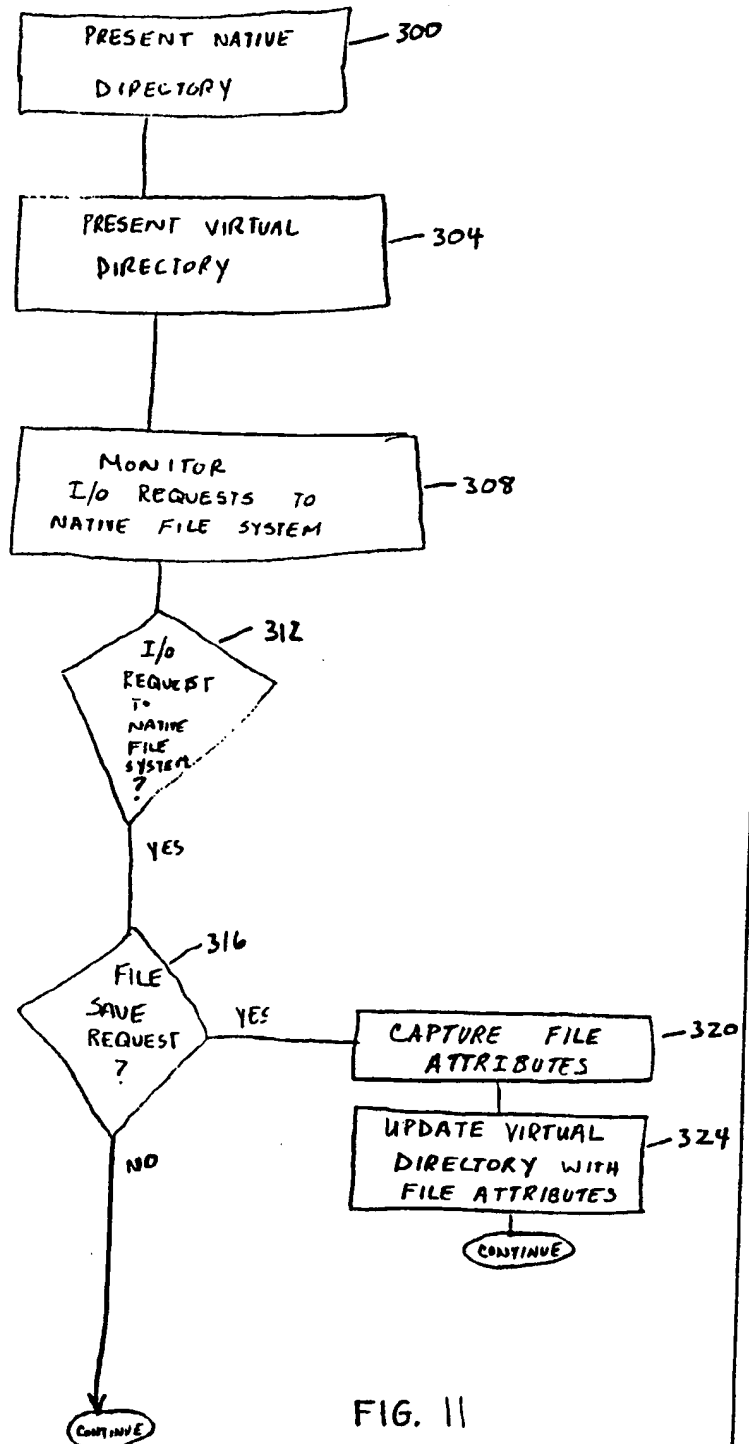 PRESENT NATIVE
DIRECTORY
300
PRESENT VIRTUAL
DIRECTORY
304
MONITOR
I/O REQUESTS TO
NATIVE FILE SYSTEM
308
I/O
REQUEST
TO
NATIVE
FILE
SYSTEM
?
312
YES
FILE
SAVE
REQUEST
?
316
YES
CAPTURE FILE
ATTRIBUTES
320
UPDATE VIRTUAL
DIRECTORY WITH
FILE ATTRIBUTES
324
CONTINUE
NO
CONTINUE
FIG. 11